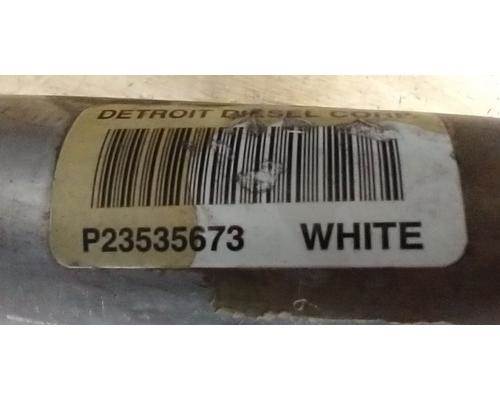 DETROIT DIESEL CORP.
P23535673 WHITE